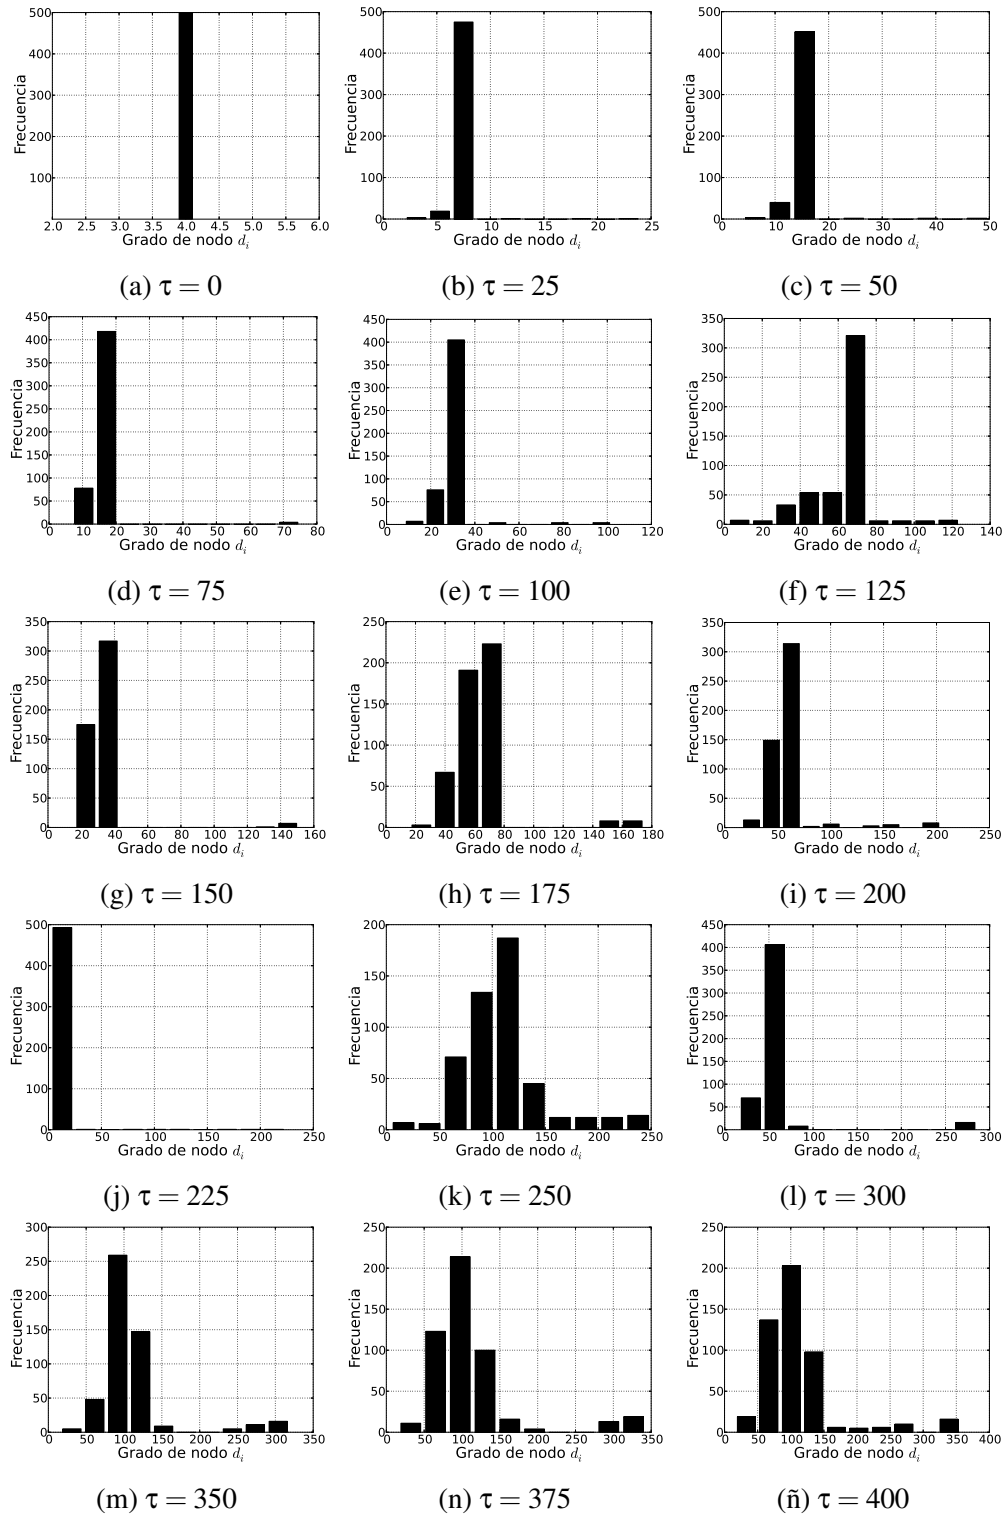 Frecuencia
500
400
300
200
100
2.0 2.5 3.0 3.5 4.0 4.5 5.0 5.5 6.0
Grado de nodo d_i
(a) τ = 0
Frecuencia
500
400
300
200
100
0
0 5 10 15 20 25
Grado de nodo d_i
(b) τ = 25
Frecuencia
500
400
300
200
100
0
0 10 20 30 40 50
Grado de nodo d_i
(c) τ = 50
Frecuencia
450
400
350
300
250
200
150
100
50
0
0 10 20 30 40 50 60 70 80
Grado de nodo d_i
(d) τ = 75
Frecuencia
450
400
350
300
250
200
150
100
50
0
0 20 40 60 80 100 120
Grado de nodo d_i
(e) τ = 100
Frecuencia
350
300
250
200
150
100
50
0
0 20 40 60 80 100 120 140
Grado de nodo d_i
(f) τ = 125
Frecuencia
350
300
250
200
150
100
50
0
0 20 40 60 80 100 120 140 160
Grado de nodo d_i
(g) τ = 150
Frecuencia
250
200
150
100
50
0
0 20 40 60 80 100 120 140 160 180
Grado de nodo d_i
(h) τ = 175
Frecuencia
350
300
250
200
150
100
50
0
0 50 100 150 200 250
Grado de nodo d_i
(i) τ = 200
Frecuencia
500
400
300
200
100
0
0 50 100 150 200 250
Grado de nodo d_i
(j) τ = 225
Frecuencia
200
150
100
50
0
0 50 100 150 200 250
Grado de nodo d_i
(k) τ = 250
Frecuencia
450
400
350
300
250
200
150
100
50
0
0 50 100 150 200 250 300
Grado de nodo d_i
(l) τ = 300
Frecuencia
300
250
200
150
100
50
0
0 50 100 150 200 250 300 350
Grado de nodo d_i
(m) τ = 350
Frecuencia
250
200
150
100
50
0
0 50 100 150 200 250 300 350
Grado de nodo d_i
(n) τ = 375
Frecuencia
250
200
150
100
50
0
0 50 100 150 200 250 300 350 400
Grado de nodo d_i
(ñ) τ = 400